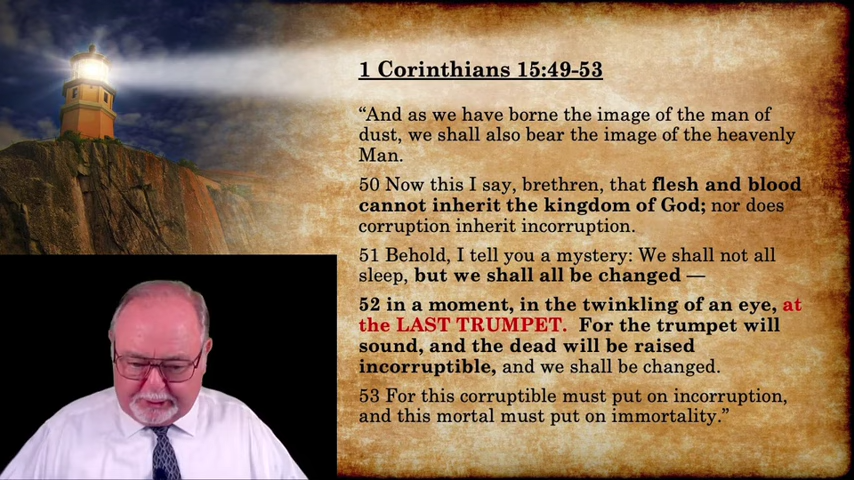 1 Corinthians 15:49-53
“And as we have borne the image of the man of
dust, we shall also bear the image of the heavenly
Man.
50 Now this I say, brethren, that flesh and blood
cannot inherit the kingdom of God; nor does
corruption inherit incorruption.
51 Behold, I tell you a mystery: We shall not all
sleep, but we shall all be changed —
52 in a moment, in the twinkling of an eye, at
the LAST TRUMPET. For the trumpet will
sound, and the dead will be raised
incorruptible, and we shall be changed.
53 For this corruptible must put on incorruption,
and this mortal must put on immortality.”